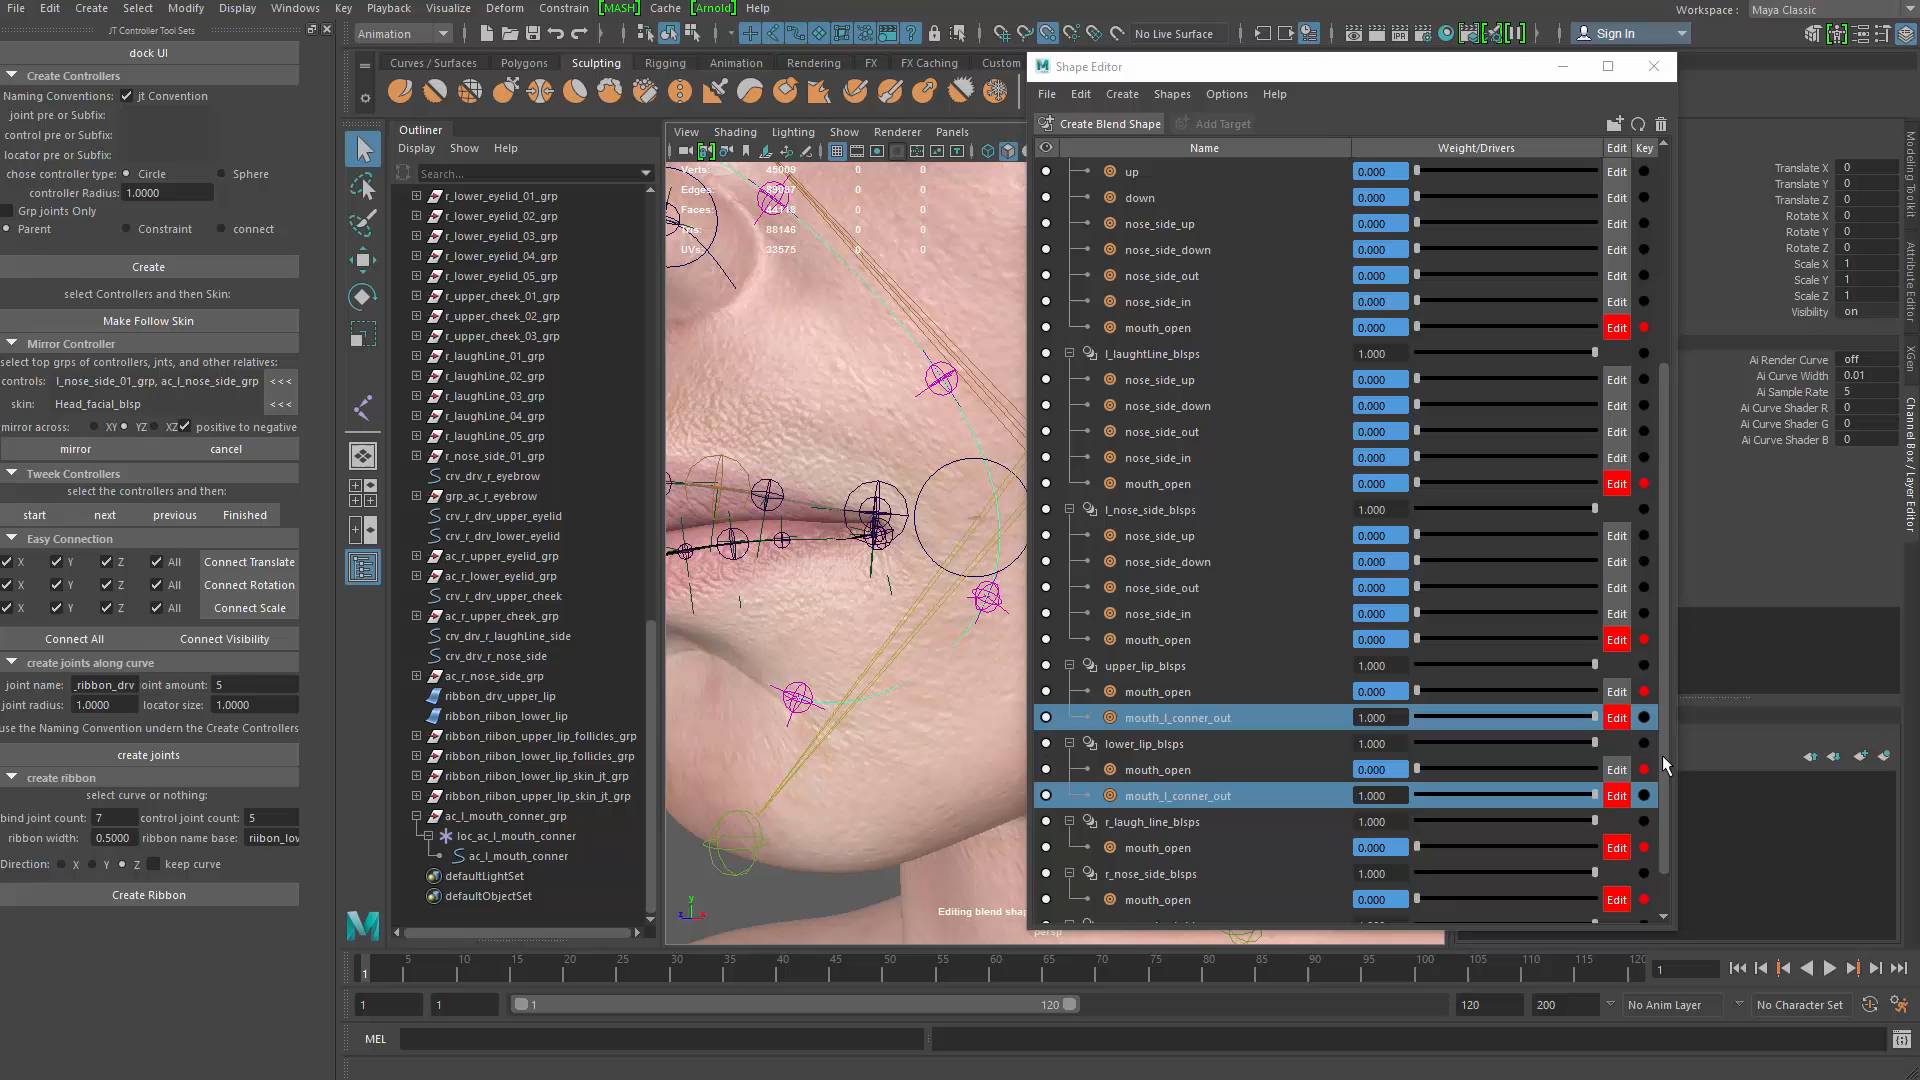 File Edit Create Select Modify Display Windows Key Playback Visualize Deform Constrain [MASH] Cache [Arnold] Help
Workspace : Maya Classic
JT Controller Tool Sets
dock UI
Create Controllers
Naming Conventions: jt Convention
joint pre or Subfix:
control pre or Subfix:
locator pre or Subfix:
chose controller type: Circle Sphere
controller Radius: 1.0000
Grp joints Only
Parent Constraint connect
Create
select Controllers and then Skin:
Make Follow Skin
Mirror Controller
select top grps of controllers, jnts, and other relatives:
controls: l_nose_side_01_grp, ac_l_nose_side_grp <<<
skin: Head_facial_blsp <<<
mirror across: XY YZ XZ positive to negative
mirror cancel
Tweek Controllers
select the controllers and then:
start next previous Finished
Easy Connection
X Y Z All Connect Translate
X Y Z All Connect Rotation
X Y Z All Connect Scale
Connect All Connect Visibility
create joints along curve
joint name: _ribbon_drv oint amount: 5
joint radius: 1.0000 locator size: 1.0000
use the Naming Convention undern the Create Controllers
create joints
create ribbon
select curve or nothing:
bind joint count: 7 control joint count: 5
ribbon width: 0.5000 ribbon name base: riibon_lov
Direction: X Y Z keep curve
Create Ribbon
Animation
No Live Surface
IPR
Sign In
Curves / Surfaces Polygons Sculpting Rigging Animation Rendering FX FX Caching Custom
Outliner
Display Show Help
Search...
r_lower_eyelid_01_grp
r_lower_eyelid_02_grp
r_lower_eyelid_03_grp
r_lower_eyelid_04_grp
r_lower_eyelid_05_grp
r_upper_cheek_01_grp
r_upper_cheek_02_grp
r_upper_cheek_03_grp
r_laughLine_01_grp
r_laughLine_02_grp
r_laughLine_03_grp
r_laughLine_04_grp
r_laughLine_05_grp
r_nose_side_01_grp
crv_drv_r_eyebrow
grp_ac_r_eyebrow
crv_r_drv_upper_eyelid
crv_r_drv_lower_eyelid
ac_r_upper_eyelid_grp
ac_r_lower_eyelid_grp
crv_r_drv_upper_cheek
ac_r_upper_cheek_grp
crv_drv_r_laughLine_side
crv_drv_r_nose_side
ac_r_nose_side_grp
ribbon_drv_upper_lip
ribbon_riibon_lower_lip
ribbon_riibon_upper_lip_follicles_grp
ribbon_riibon_lower_lip_follicles_grp
ribbon_riibon_lower_lip_skin_jt_grp
ribbon_riibon_upper_lip_skin_jt_grp
ac_l_mouth_conner_grp
loc_ac_l_mouth_conner
ac_l_mouth_conner
defaultLightSet
defaultObjectSet
View Shading Lighting Show Renderer Panels
Verts: 45009 0 0
Edges: 0 0
Faces: 44118 0 0
Tris: 88146 0 0
UVs: 33575 0 0
Editing blend shap
persp
Shape Editor
File Edit Create Shapes Options Help
Create Blend Shape Add Target
Name Weight/Drivers Edit Key
up 0.000 Edit
down 0.000 Edit
nose_side_up 0.000 Edit
nose_side_down 0.000 Edit
nose_side_out 0.000 Edit
nose_side_in 0.000 Edit
mouth_open 0.000 Edit
l_laughtLine_blsps 1.000
nose_side_up 0.000 Edit
nose_side_down 0.000 Edit
nose_side_out 0.000 Edit
nose_side_in 0.000 Edit
mouth_open 0.000 Edit
l_nose_side_blsps 1.000
nose_side_up 0.000 Edit
nose_side_down 0.000 Edit
nose_side_out 0.000 Edit
nose_side_in 0.000 Edit
mouth_open 0.000 Edit
upper_lip_blsps 1.000
mouth_open 0.000 Edit
mouth_l_conner_out 1.000 Edit
lower_lip_blsps 1.000
mouth_open 0.000 Edit
mouth_l_conner_out 1.000 Edit
r_laugh_line_blsps 1.000
mouth_open 0.000 Edit
r_nose_side_blsps 1.000
mouth_open 0.000 Edit
Translate X 0
Translate Y 0
Translate Z 0
Rotate X 0
Rotate Y 0
Rotate Z 0
Scale X 1
Scale Y 1
Scale Z 1
Visibility on
Ai Render Curve off
Ai Curve Width 0.01
Ai Sample Rate 5
Ai Curve Shader R 0
Ai Curve Shader G 0
Ai Curve Shader B 0
Modeling Toolkit
Attribute Editor
XGen
Channel Box / Layer Editor
1 5 10 15 20 25 30 35 40 45 50 55 60 65 70 75 80 85 90 95 100 105 110 115 120
1
1 1 1 120 120 200 No Anim Layer No Character Set
MEL